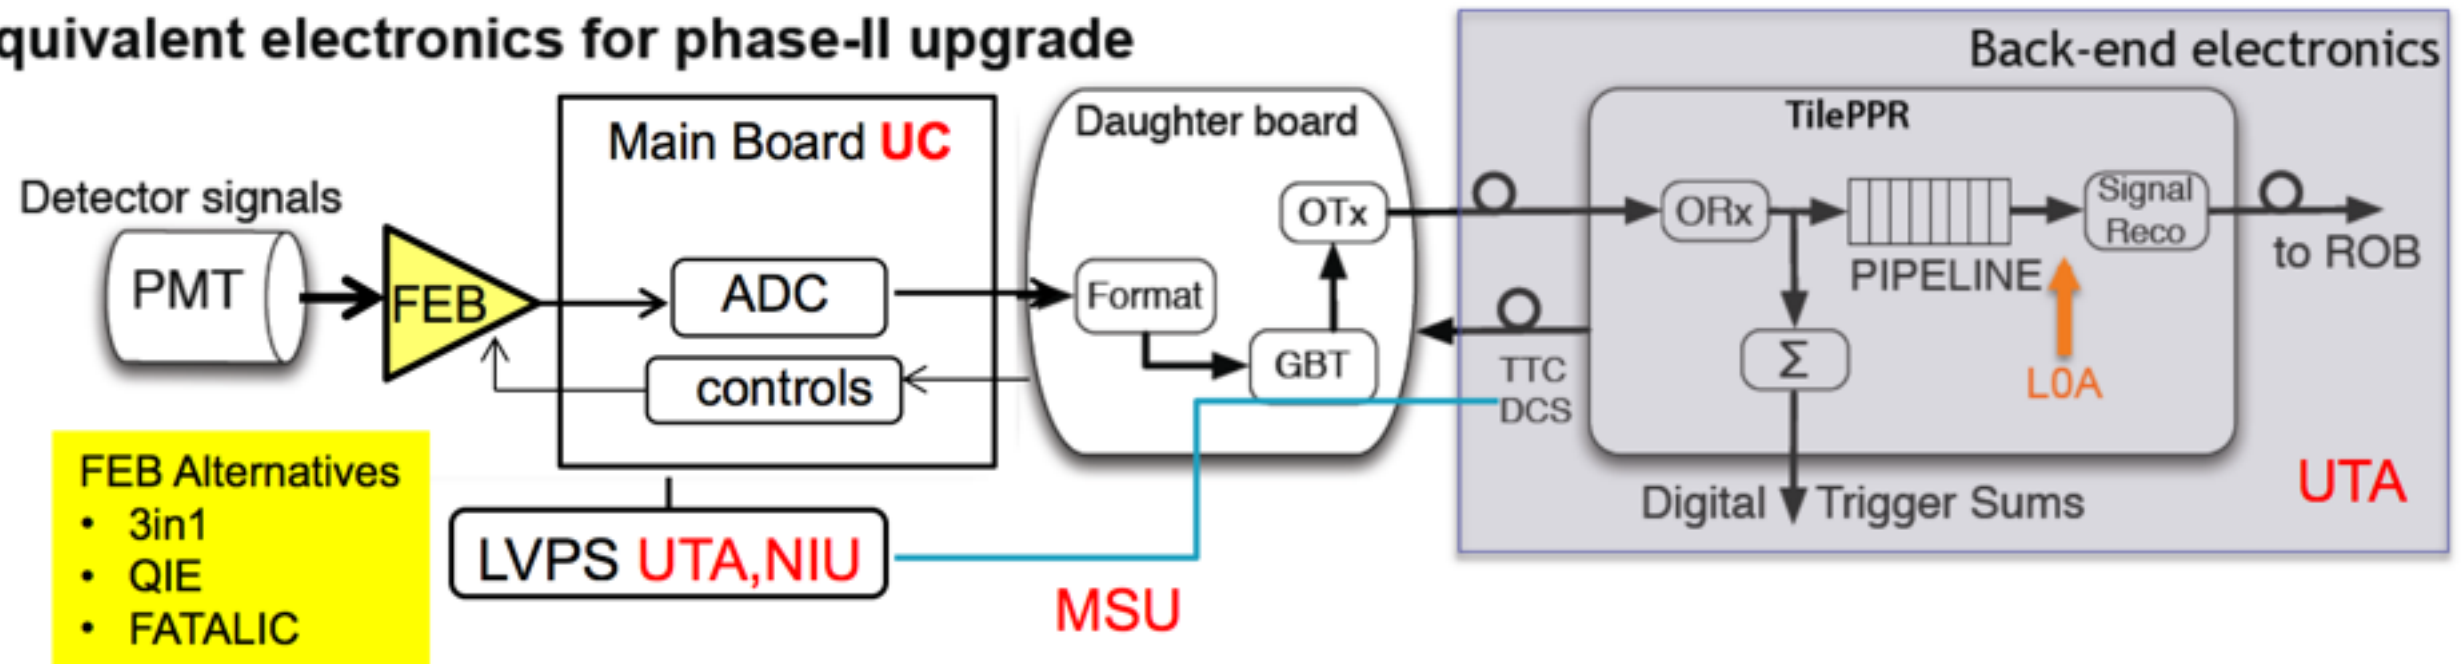 quivalent electronics for phase-II upgrade
Back-end electronics
Detector signals
PMT
FEB
Main Board UC
ADC
controls
Daughter board
Format
GBT
OTx
TTC
DCS
TilePPR
ORx
PIPELINE
Signal
Reco
L0A
Σ
to ROB
Digital Trigger Sums
UTA
FEB Alternatives
• 3in1
• QIE
• FATALIC
LVPS UTA,NIU
MSU